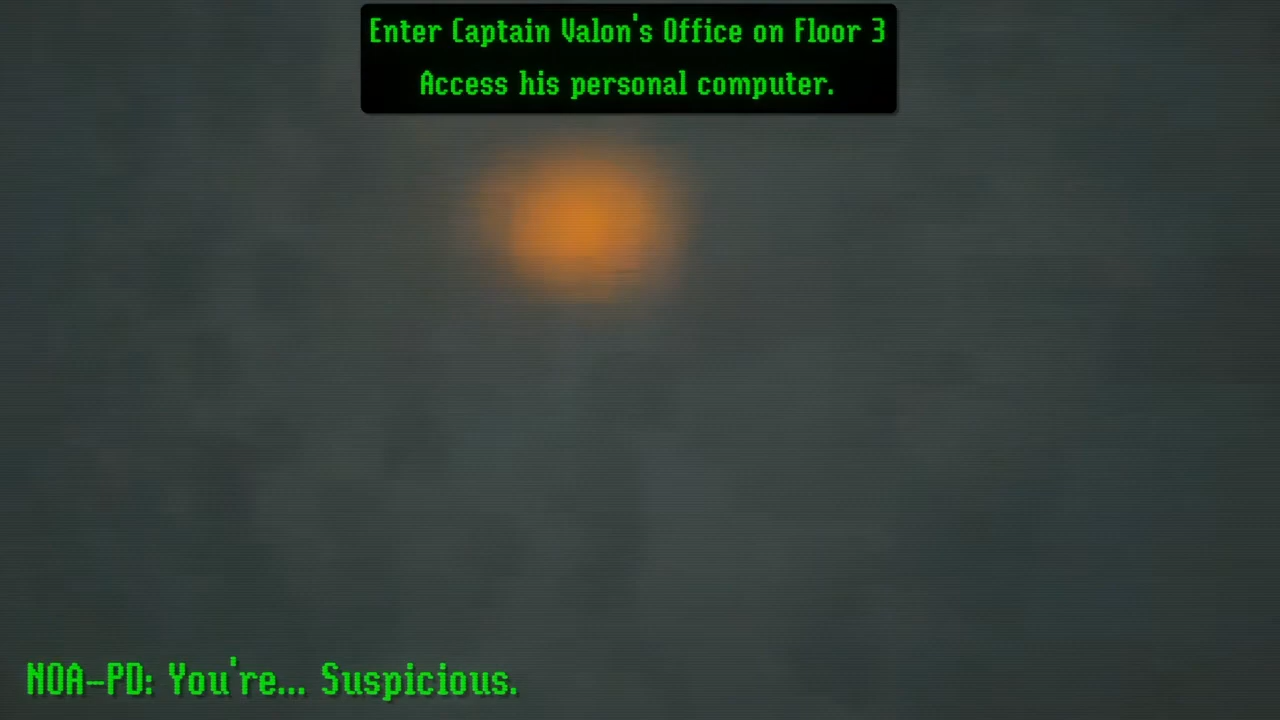 Enter Captain Valon's Office on Floor 3
Access his personal computer.
NOA-PD: You're... Suspicious.